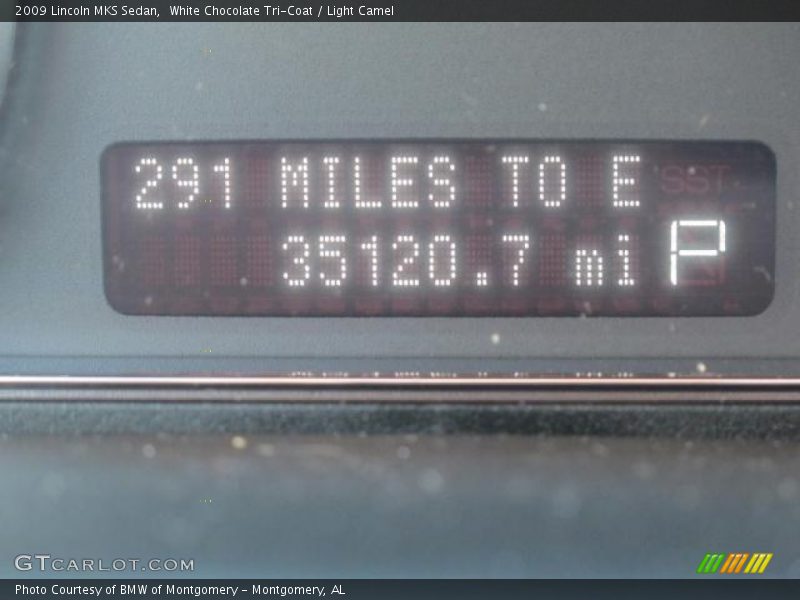 2009 Lincoln MKS Sedan,  White Chocolate Tri-Coat / Light Camel
291 MILES TO E
SST
35120.7 mi P
GTCARLOT.COM
Photo Courtesy of BMW of Montgomery - Montgomery, AL